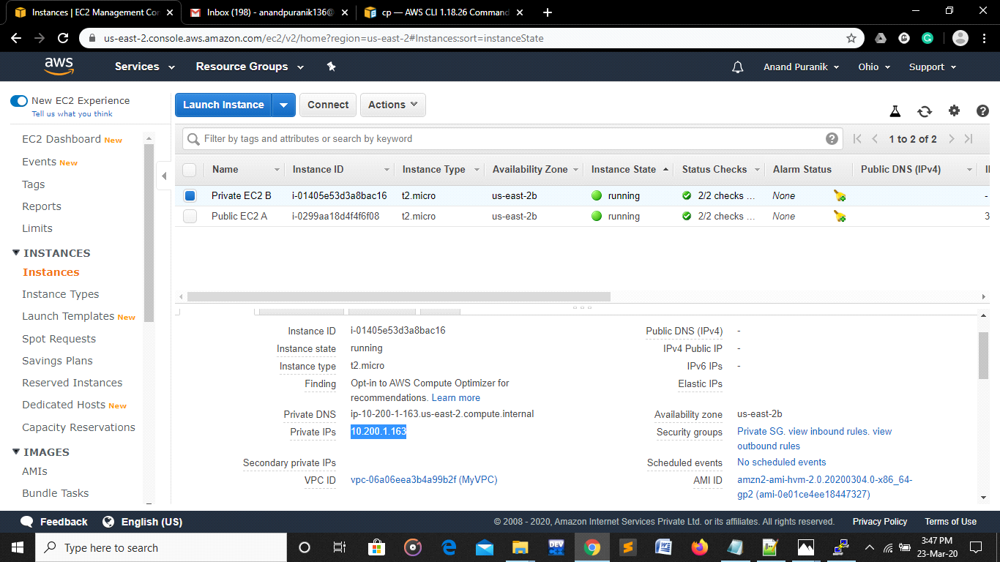 Instances | EC2 Management Con
Inbox (198) - anandpuranik136@
cp — AWS CLI 1.18.26 Command
us-east-2.console.aws.amazon.com/ec2/v2/home?region=us-east-2#Instances:sort=instanceState
aws Services Resource Groups Anand Puranik Ohio Support
New EC2 Experience
Tell us what you think
EC2 Dashboard New
Events New
Tags
Reports
Limits
INSTANCES
Instances
Instance Types
Launch Templates New
Spot Requests
Savings Plans
Reserved Instances
Dedicated Hosts New
Capacity Reservations
IMAGES
AMIs
Bundle Tasks
Launch Instance Connect Actions
Filter by tags and attributes or search by keyword
1 to 2 of 2
Name Instance ID Instance Type Availability Zone Instance State Status Checks Alarm Status Public DNS (IPv4)
Private EC2 B i-01405e53d3a8bac16 t2.micro us-east-2b running 2/2 checks ... None -
Public EC2 A i-0299aa18d4f4f6f08 t2.micro us-east-2b running 2/2 checks ... None 3
Instance ID i-01405e53d3a8bac16 Public DNS (IPv4) -
Instance state running IPv4 Public IP -
Instance type t2.micro IPv6 IPs -
Finding Opt-in to AWS Compute Optimizer for Elastic IPs
recommendations. Learn more
Private DNS ip-10-200-1-163.us-east-2.compute.internal Availability zone us-east-2b
Private IPs 10.200.1.163 Security groups Private SG. view inbound rules. view
outbound rules
Secondary private IPs Scheduled events No scheduled events
VPC ID vpc-06a06eea3b4a99b2f (MyVPC) AMI ID amzn2-ami-hvm-2.0.20200304.0-x86_64-
gp2 (ami-0e01ce4ee18447327)
Feedback English (US) © 2008 - 2020, Amazon Internet Services Private Ltd. or its affiliates. All rights reserved. Privacy Policy Terms of Use
Type here to search
3:47 PM
23-Mar-20